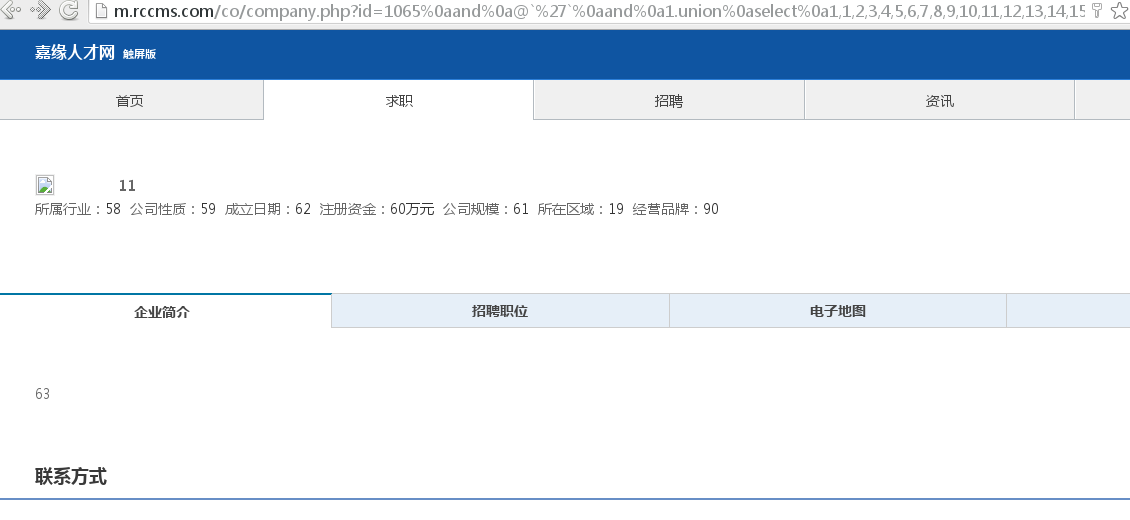 m.rccms.com/co/company.php?id=1065%0aand%0a@`%27`%0aand%0a1.union%0aselect%0a1,1,2,3,4,5,6,7,8,9,10,11,12,13,14,15
嘉缘人才网 触屏版
首页 求职 招聘 资讯
11
所属行业：58 公司性质：59 成立日期：62 注册资金：60万元 公司规模：61 所在区域：19 经营品牌：90
企业简介 招聘职位 电子地图
63
联系方式